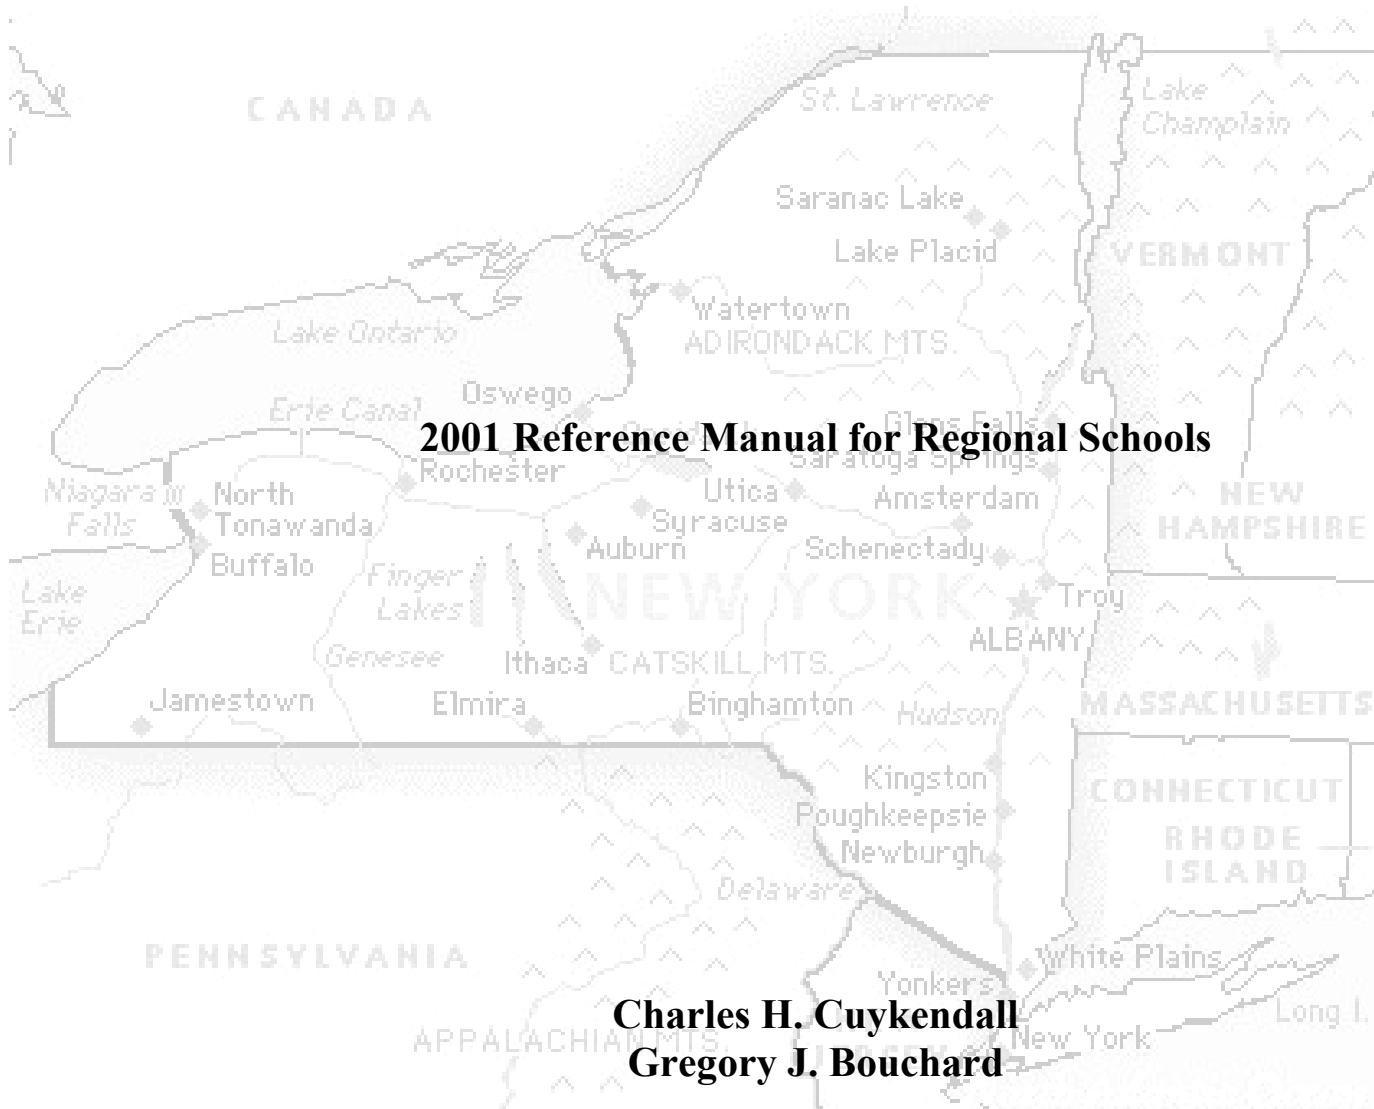 CANADA
St. Lawrence
Lake
Champlain
Saranac Lake
Lake Placid
VERMONT
Watertown
Lake Ontario
ADIRONDACK MTS.
Oswego
Erie Canal
Glens Falls
2001 Reference Manual for Regional Schools
Rochester
Saratoga Springs
Niagara
Falls
North
Tonawanda
Utica
Amsterdam
NEW
HAMPSHIRE
Syracuse
Auburn
Schenectady
Buffalo
Finger
Lakes
NEW YORK
Lake
Erie
Troy
ALBANY
Genesee
Ithaca
CATSKILL MTS.
Jamestown
Elmira
Binghamton
Hudson
MASSACHUSETTS
Kingston
CONNECTICUT
Poughkeepsie
RHODE
ISLAND
Newburgh
Delaware
PENNSYLVANIA
White Plains
Yonkers
Charles H. Cuykendall
Long I.
APPALACHIAN MTS.
New York
Gregory J. Bouchard